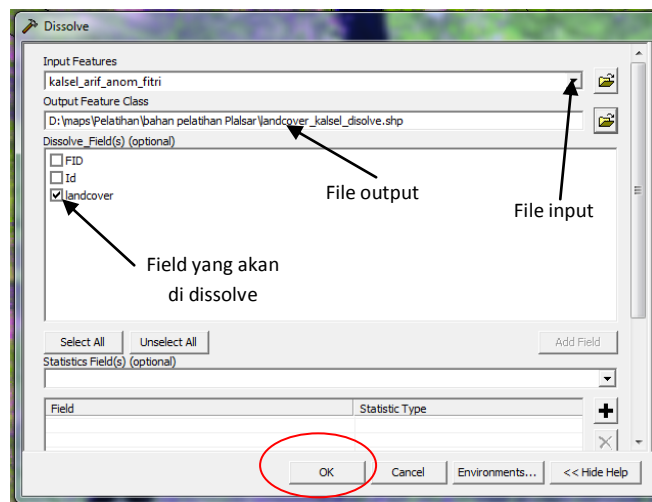 Dissolve
Input Features
kalsel_arif_anom_fitri
Output Feature Class
D:\maps\Pelatihan\bahan pelatihan Plalsar\landcover_kalsel_disolve.shp
Dissolve_Field(s) (optional)
FID
Id
landcover
File output
File input
Field yang akan
di dissolve
Select All
Unselect All
Add Field
Statistics Field(s) (optional)
Field
Statistic Type
OK
Cancel
Environments...
<< Hide Help